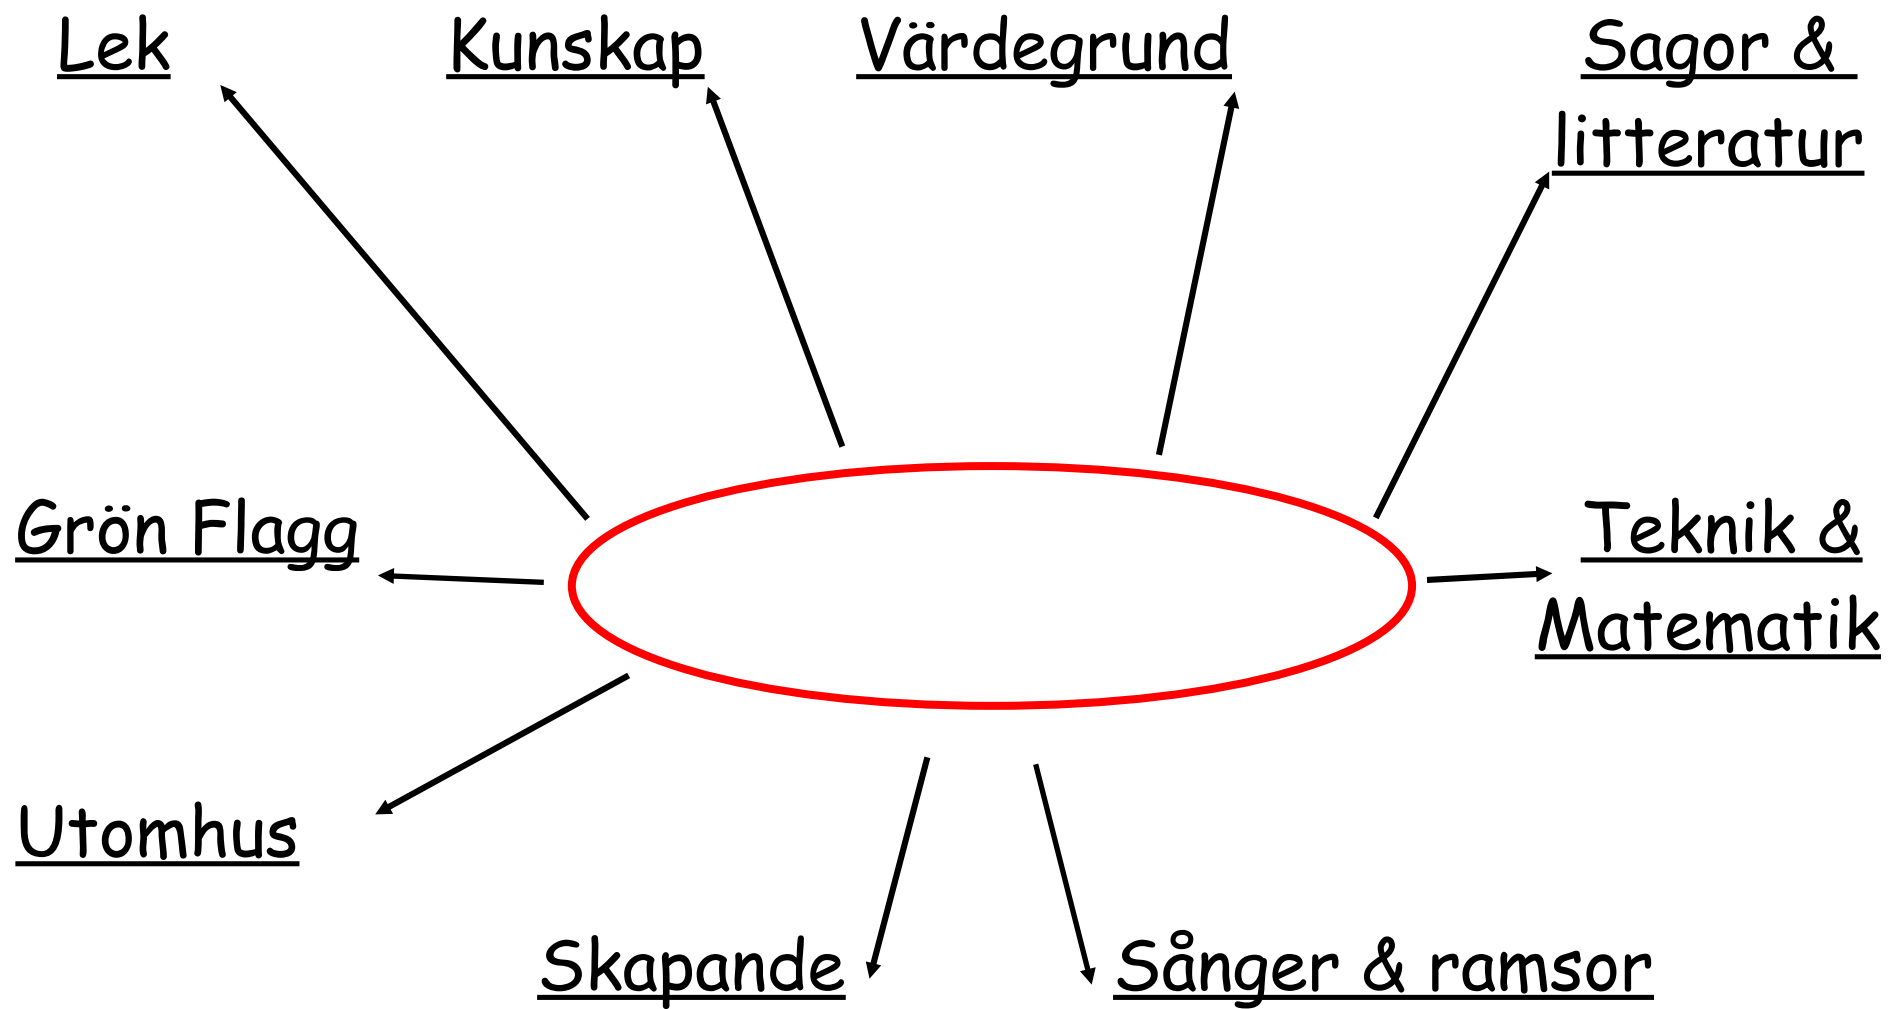 Lek
Kunskap
Värdegrund
Sagor &
litteratur
Grön Flagg
Teknik &
Matematik
Utomhus
Skapande
Sånger & ramsor